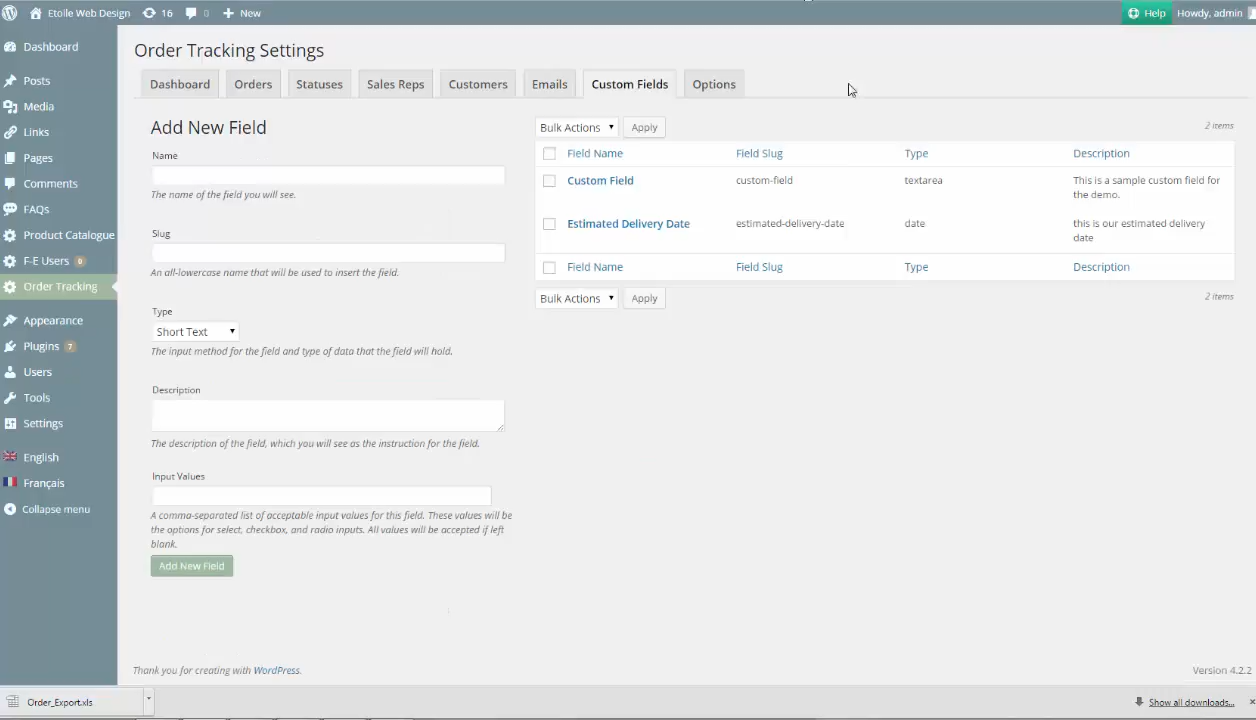 Etoile Web Design 16 0 New Help Howdy, admin
Dashboard
Posts
Media
Links
Pages
Comments
FAQs
Product Catalogue
F-E Users 0
Order Tracking
Appearance
Plugins 7
Users
Tools
Settings
English
Français
Collapse menu
Order Tracking Settings
Dashboard Orders Statuses Sales Reps Customers Emails Custom Fields Options
Add New Field
Name
The name of the field you will see.
Slug
An all-lowercase name that will be used to insert the field.
Type
Short Text
The input method for the field and type of data that the field will hold.
Description
The description of the field, which you will see as the instruction for the field.
Input Values
A comma-separated list of acceptable input values for this field. These values will be
the options for select, checkbox, and radio inputs. All values will be accepted if left
blank.
Add New Field
Bulk Actions Apply 2 items
Field Name Field Slug Type Description
Custom Field custom-field textarea This is a sample custom field for
the demo.
Estimated Delivery Date estimated-delivery-date date this is our estimated delivery
date
Field Name Field Slug Type Description
Bulk Actions Apply 2 items
Thank you for creating with WordPress. Version 4.2.2
Order_Export.xls Show all downloads...